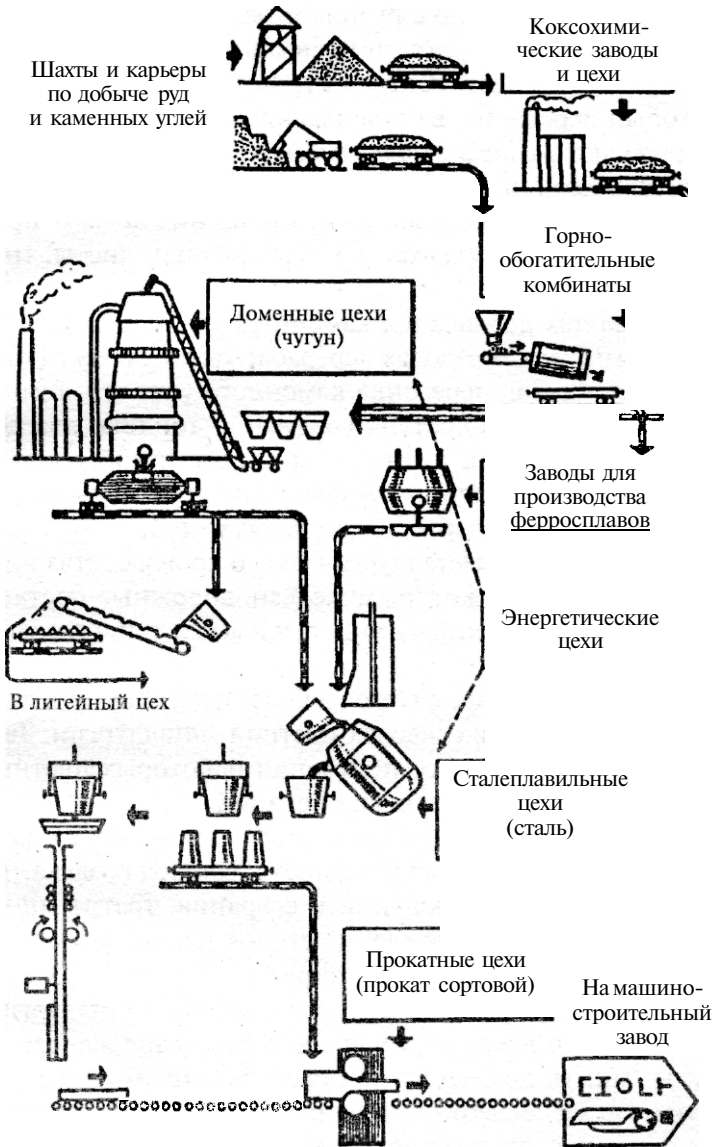 Шахты и карьеры
по добыче руд
и каменных углей
Коксохими-
ческие заводы
и цехи
Горно-
обогатительные
комбинаты
Доменные цехи
(чугун)
Заводы для
производства
ферросплавов
Энергетические
цехи
В литейный цех
Сталеплавильные
цехи
(сталь)
Прокатные цехи
(прокат сортовой)
На машино-
строительный
завод